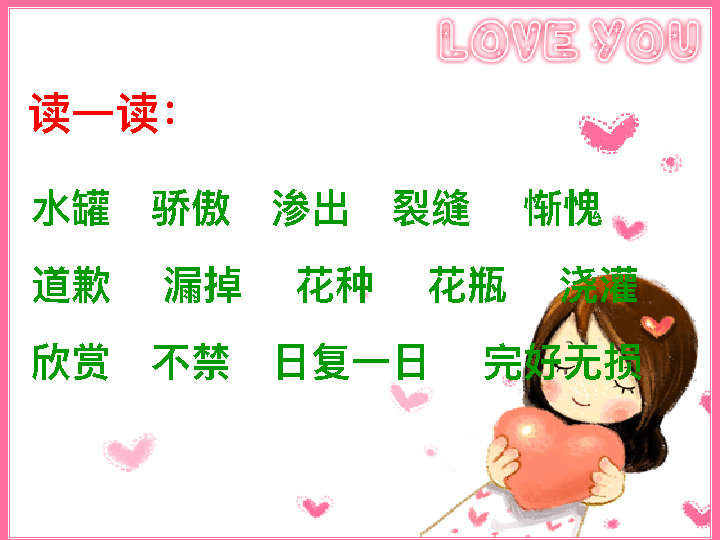 LOVE YOU
读一读：
水罐 骄傲 渗出 裂缝 惭愧
道歉 漏掉 花种 花瓶 浇灌
欣赏 不禁 日复一日 完好无损